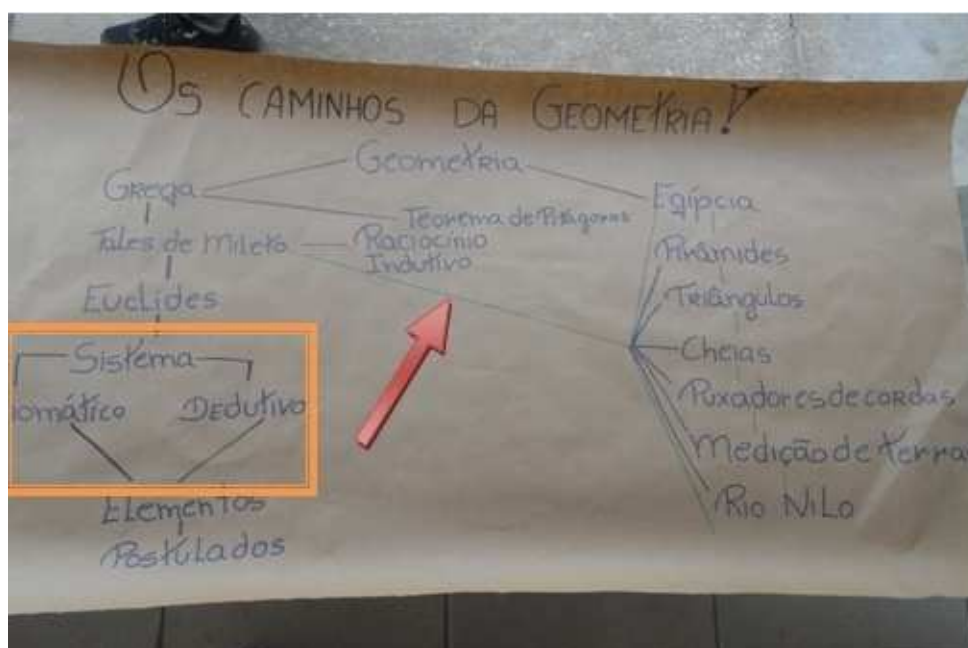 Os CAMINHOS DA GEOMETRIA!
Geometria
Grega
Egípcia
Teorema de Pitágoras
Tales de Mileto
Raciocínio
Indutivo
Pirâmides
Euclides
Triângulos
Sistema
Cheias
iomático
Dedutivo
Puxadores de cordas
Medição de terra
Elementos
Rio Nilo
Postulados